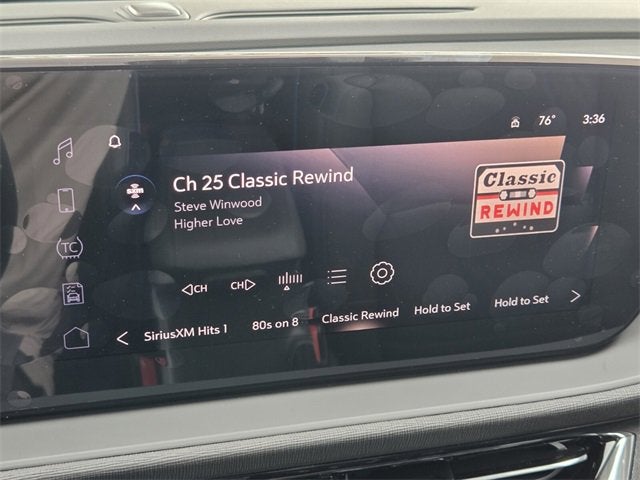 76° 3:36
Ch 25 Classic Rewind
Steve Winwood
Higher Love
sxm
Classic
REWIND
TC
CH CH
SiriusXM Hits 1 80s on 8 Classic Rewind Hold to Set Hold to Set